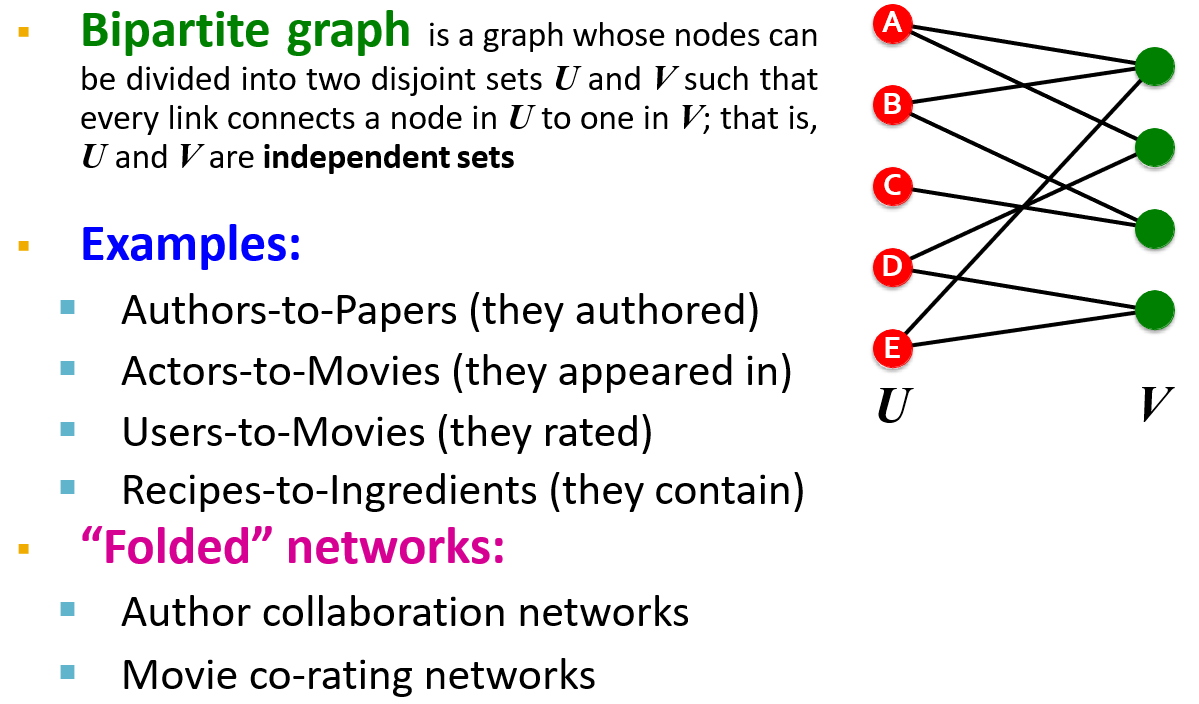 Bipartite graph is a graph whose nodes can
be divided into two disjoint sets U and V such that
every link connects a node in U to one in V; that is,
U and V are independent sets
Examples:
Authors-to-Papers (they authored)
Actors-to-Movies (they appeared in)
Users-to-Movies (they rated)
Recipes-to-Ingredients (they contain)
“Folded” networks:
Author collaboration networks
Movie co-rating networks
A
B
C
D
E
U
V